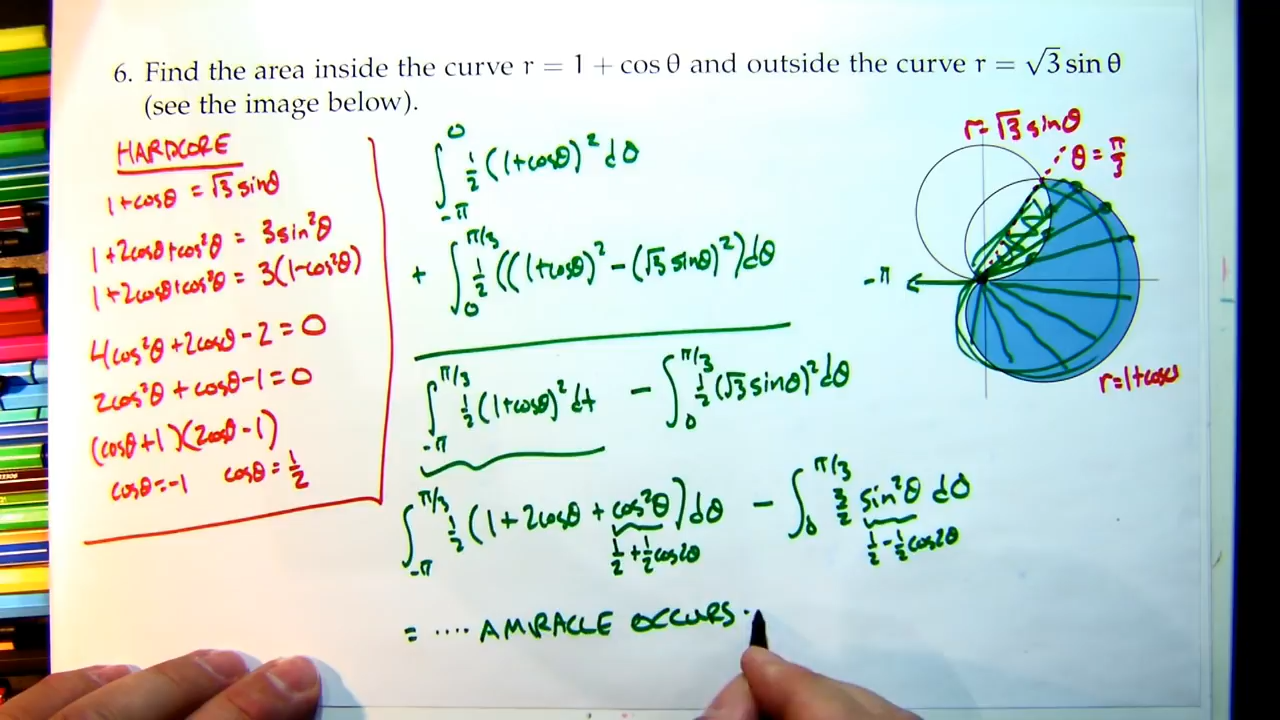 6. Find the area inside the curve r = 1 + cos θ and outside the curve r = √3 sin θ
(see the image below).
HARDCORE
1+cosθ = √3 sinθ
1+2cosθ+cos²θ = 3sin²θ
1+2cosθ+cos²θ = 3(1-cos²θ)
4cos²θ+2cosθ-2=0
2cos²θ+cosθ-1=0
(cosθ+1)(2cosθ-1)
cosθ=-1 cosθ=1/2
∫_{-π}^{0} 1/2 (1+cosθ)² dθ
+ ∫_{0}^{π/3} 1/2 ((1+cosθ)² - (√3 sinθ)²) dθ
∫_{-π}^{π/3} 1/2 (1+cosθ)² dt - ∫_{0}^{π/3} 1/2 (√3 sinθ)² dθ
∫_{-π}^{π/3} 1/2 (1+2cosθ + cos²θ) dθ - ∫_{0}^{π/3} 3/2 sin²θ dθ
1/2 + 1/2 cos2θ 1/2 - 1/2 cos2θ
= .... A MIRACLE OCCURS .
r=√3 sinθ
θ = π/3
-π
r=1+cosθ